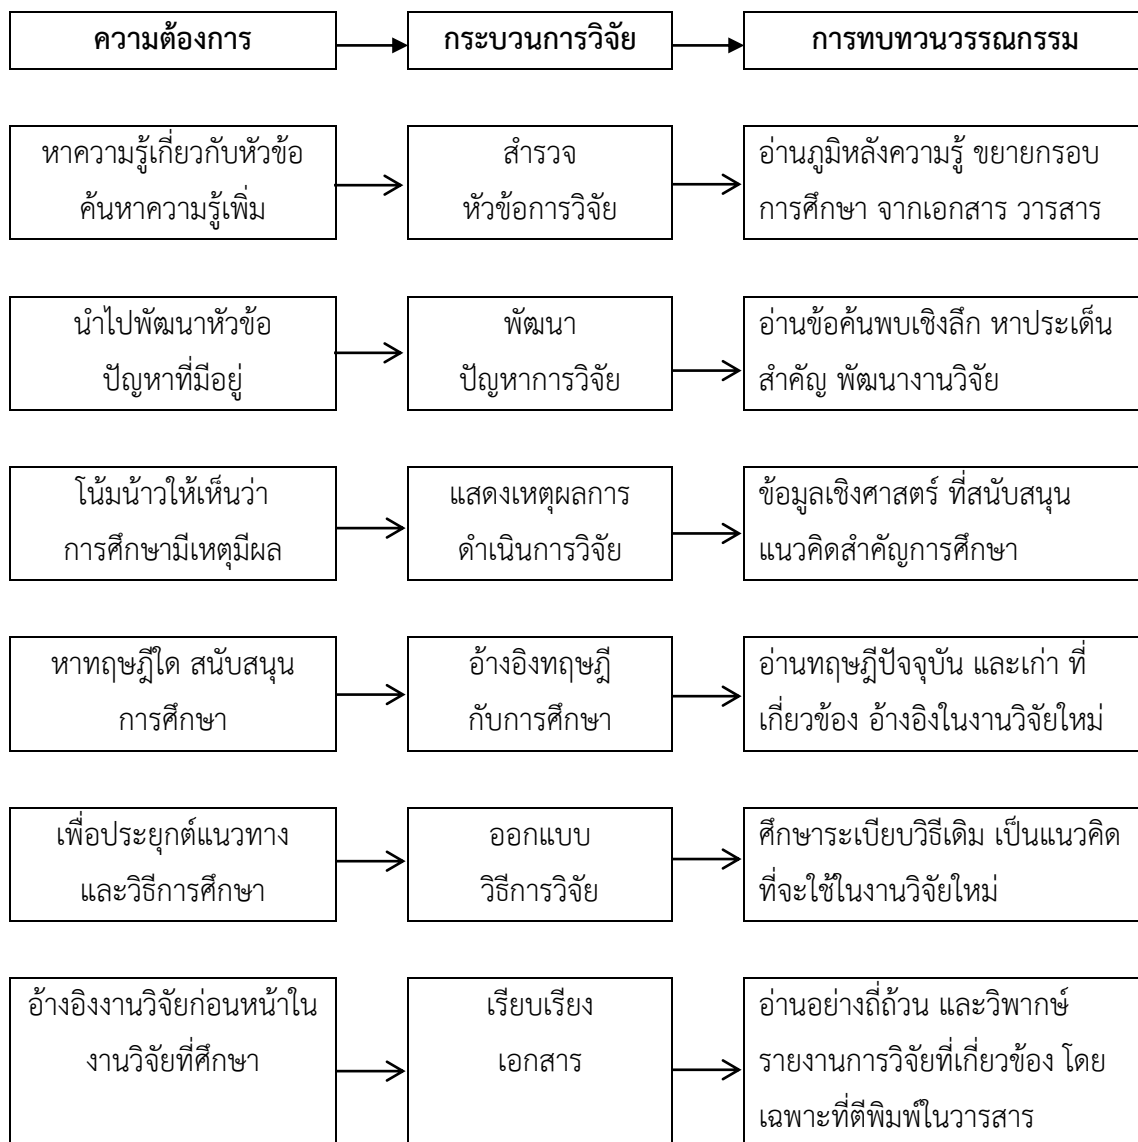 ความต้องการ
กระบวนการวิจัย
การทบทวนวรรณกรรม
หาความรู้เกี่ยวกับหัวข้อ
ค้นหาความรู้เพิ่ม
สำรวจ
หัวข้อการวิจัย
อ่านภูมิหลังความรู้ ขยายกรอบ
การศึกษา จากเอกสาร วารสาร
นำไปพัฒนาหัวข้อ
ปัญหาที่มีอยู่
พัฒนา
ปัญหาการวิจัย
อ่านข้อค้นพบเชิงลึก หาประเด็น
สำคัญ พัฒนางานวิจัย
โน้มน้าวให้เห็นว่า
การศึกษามีเหตุมีผล
แสดงเหตุผลการ
ดำเนินการวิจัย
ข้อมูลเชิงศาสตร์ ที่สนับสนุน
แนวคิดสำคัญการศึกษา
หาทฤษฎีใด สนับสนุน
การศึกษา
อ้างอิงทฤษฎี
กับการศึกษา
อ่านทฤษฎีปัจจุบัน และเก่า ที่
เกี่ยวข้อง อ้างอิงในงานวิจัยใหม่
เพื่อประยุกต์แนวทาง
และวิธีการศึกษา
ออกแบบ
วิธีการวิจัย
ศึกษาระเบียบวิธีเดิม เป็นแนวคิด
ที่จะใช้ในงานวิจัยใหม่
อ้างอิงงานวิจัยก่อนหน้าใน
งานวิจัยที่ศึกษา
เรียบเรียง
เอกสาร
อ่านอย่างถี่ถ้วน และวิพากษ์
รายงานการวิจัยที่เกี่ยวข้อง โดย
เฉพาะที่ตีพิมพ์ในวารสาร